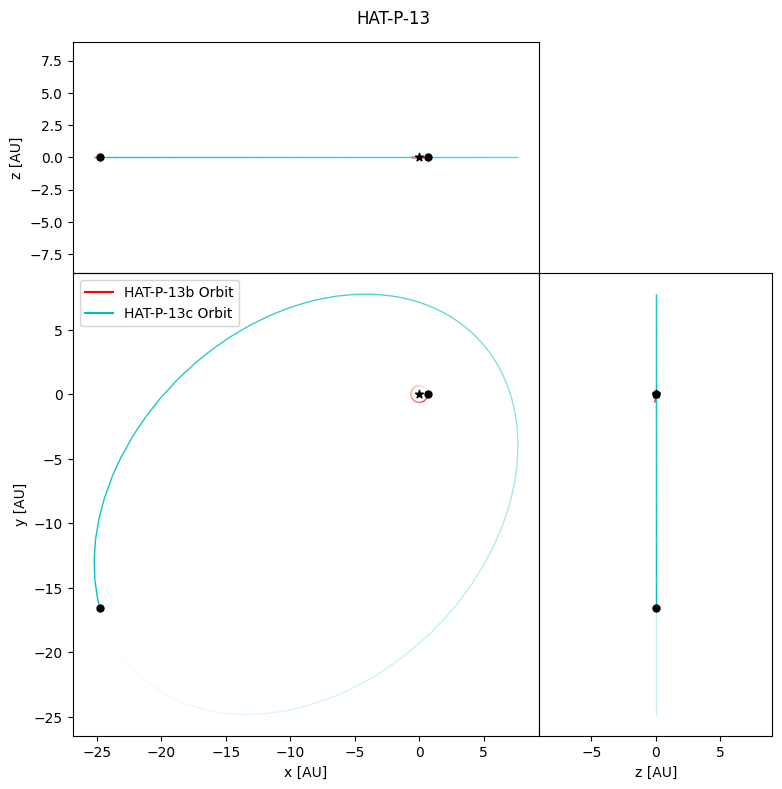 HAT-P-13
7.5
5.0
2.5
0.0
−2.5
−5.0
−7.5
z [AU]
HAT-P-13b Orbit
HAT-P-13c Orbit
5
0
−5
−10
−15
−20
−25
y [AU]
−25 −20 −15 −10 −5 0 5
x [AU]
−5 0 5
z [AU]